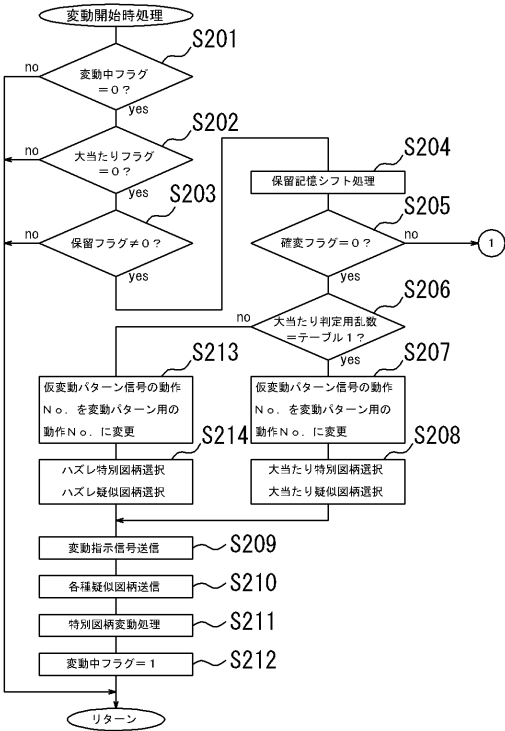 変動開始時処理
S201
変動中フラグ
=0?
no
yes
S202
大当たりフラグ
=0?
no
yes
S203
保留フラグ≠0?
no
yes
S204
保留記憶シフト処理
S205
確変フラグ=0?
no
1
yes
S206
大当たり判定用乱数
=テーブル1?
no
yes
S213
仮変動パターン信号の動作
No. を変動パターン用の
動作No. に変更
S207
仮変動パターン信号の動作
No. を変動パターン用の
動作No. に変更
S214
ハズレ特別図柄選択
ハズレ疑似図柄選択
S208
大当たり特別図柄選択
大当たり疑似図柄選択
変動指示信号送信
S209
各種疑似図柄送信
S210
特別図柄変動処理
S211
変動中フラグ=1
S212
リターン